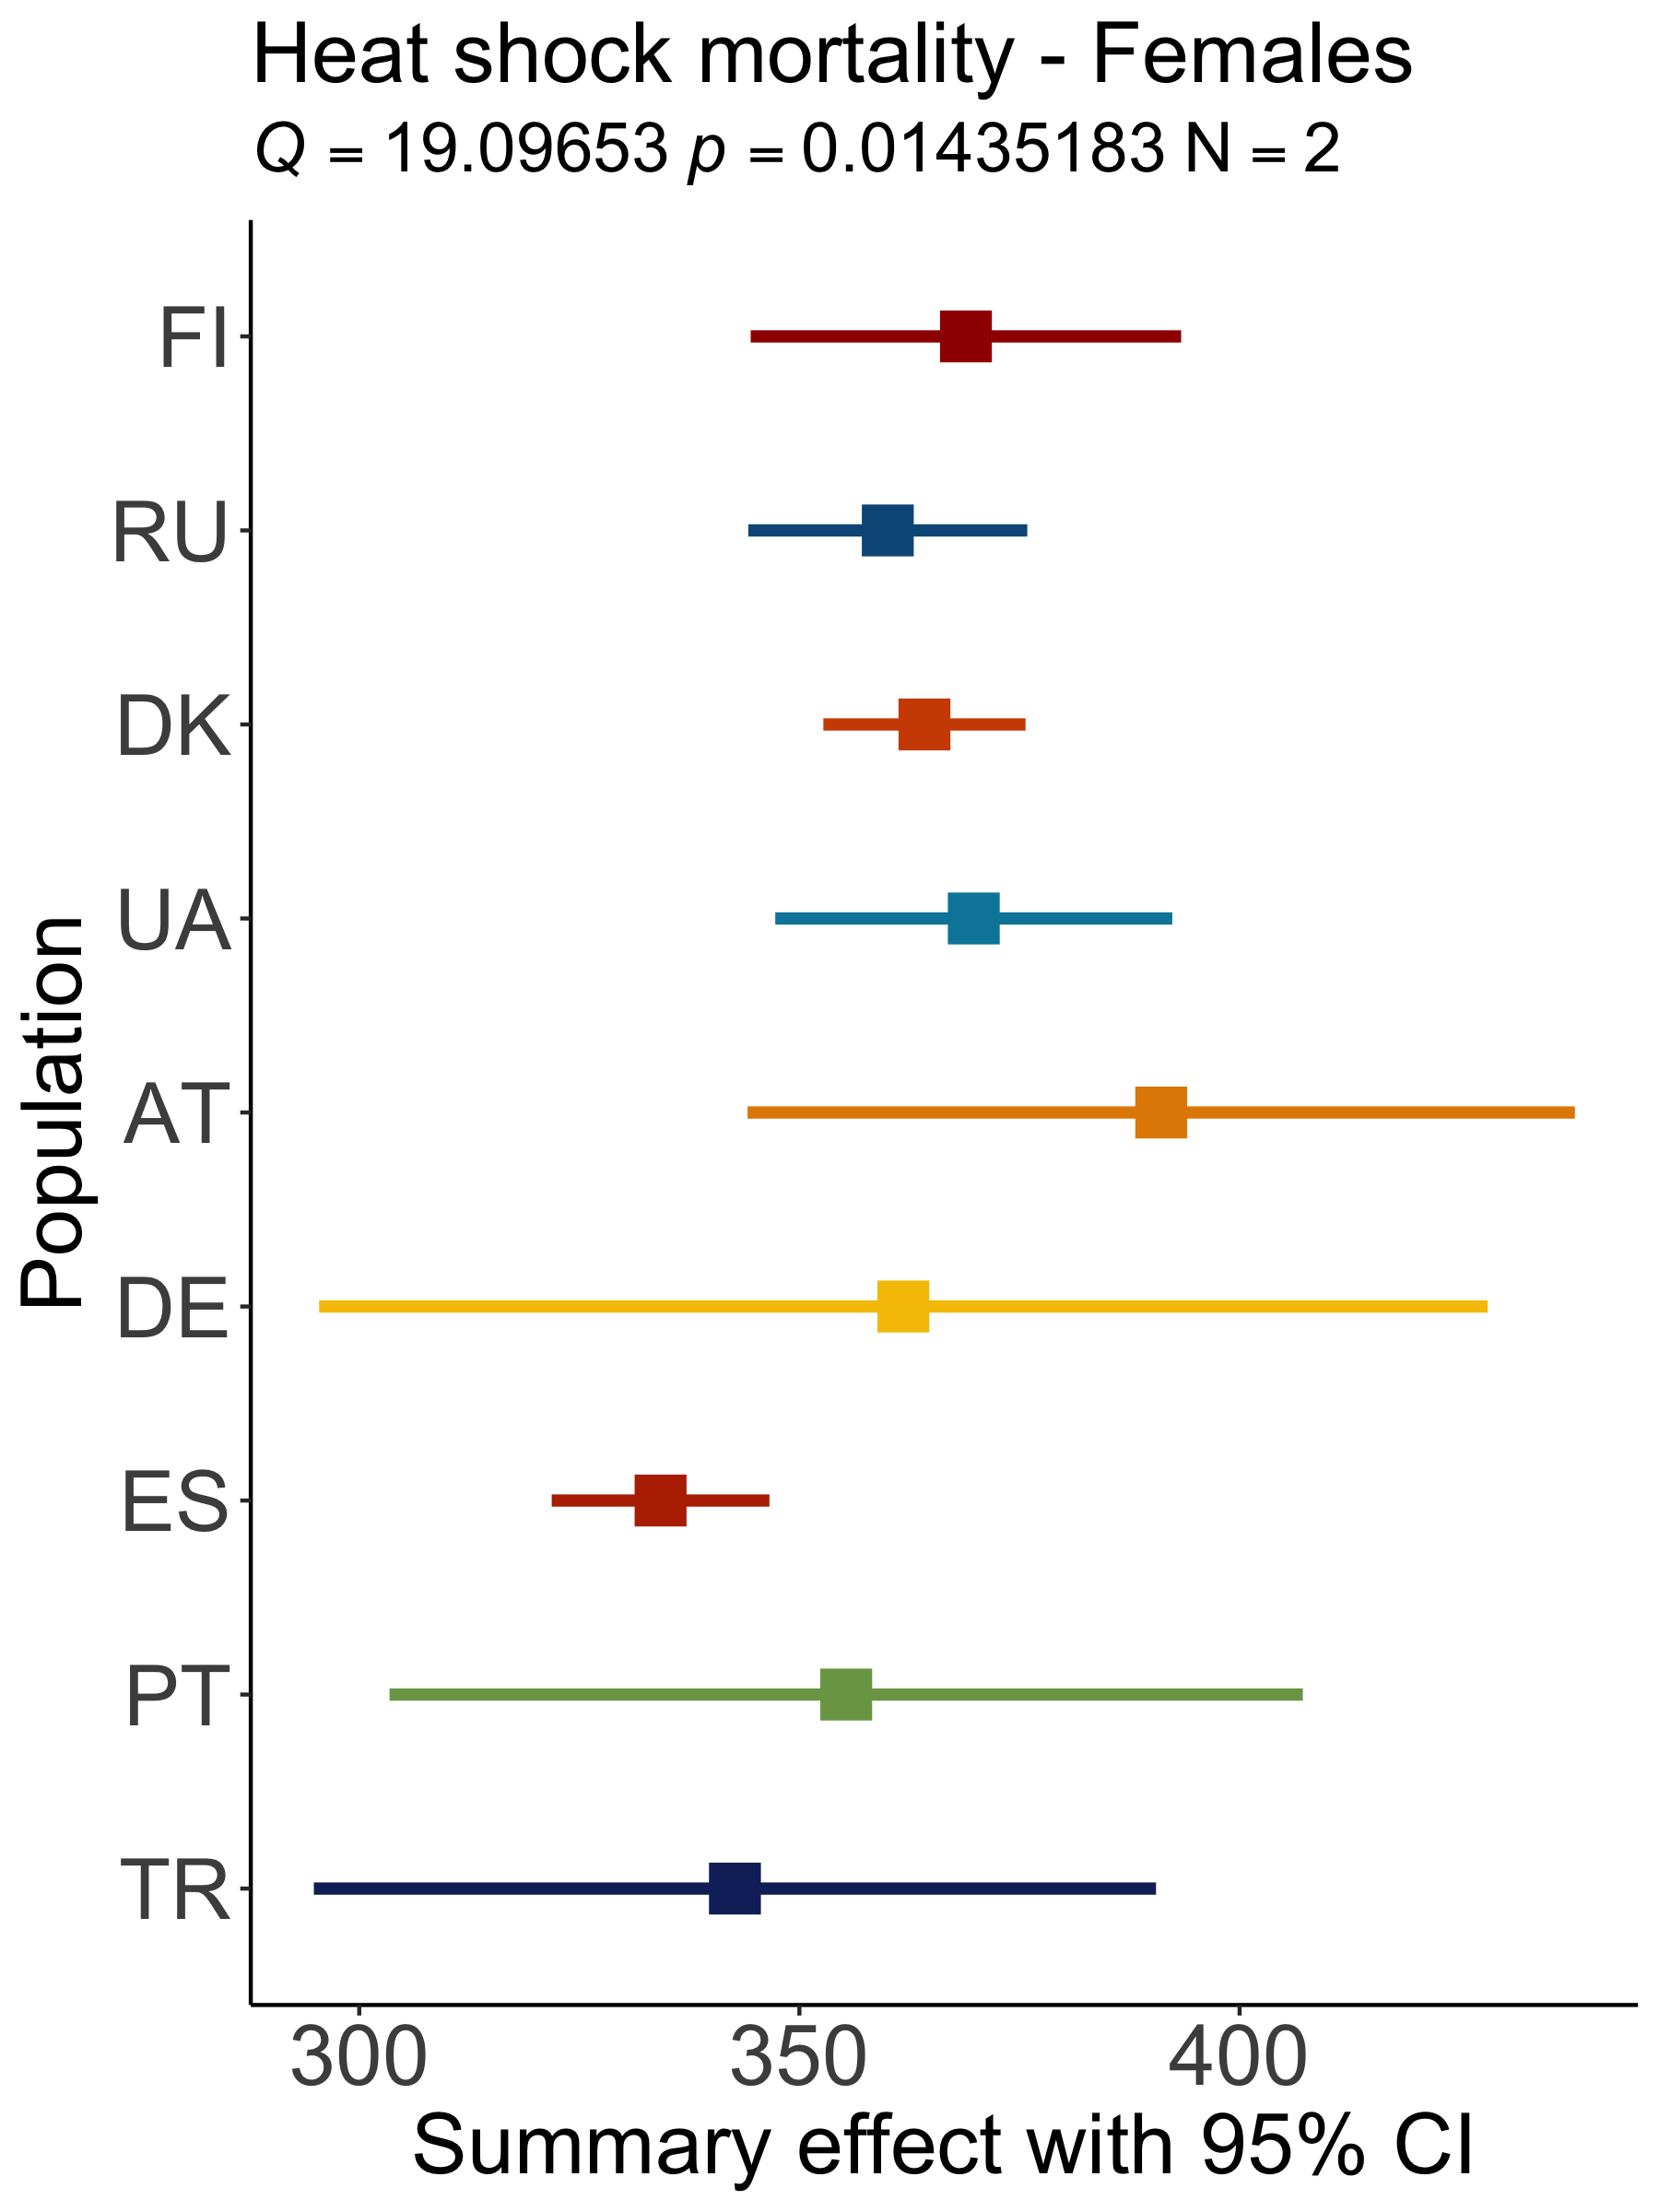 Heat shock mortality - Females
Q = 19.09653 p = 0.01435183 N = 2
FI
RU
DK
UA
AT
DE
ES
PT
TR
Population
300 350 400
Summary effect with 95% CI